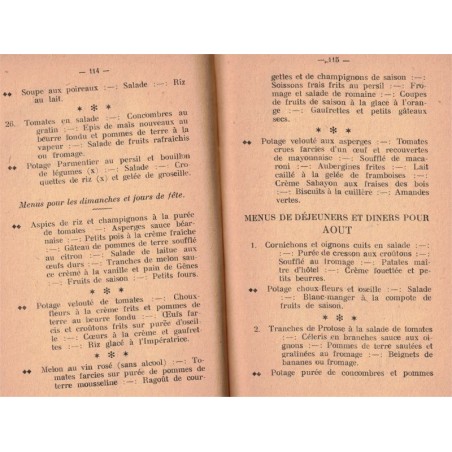 — 114 —
◆◆ Soupe aux poireaux :—: Salade :—: Riz
au lait.
* * *
26. Tomates en salade :—: Concombres au
gratin :—: Epis de maïs nouveaux au
beurre fondu et pommes de terre à la
vapeur :—: Salade de fruits rafraîchis
ou fromage.
◆◆ Potage Parmentier au persil et bouillon
de légumes (x) :—: Salade :—: Cro-
quettes de riz (x) et gelée de groseille.
Menus pour les dimanches et jours de fête.
◆◆ Aspics de riz et champignons à la purée
de tomates :—: Asperges sauce béar-
naise :—: Petits pois à la crème fraîche
:—: Gâteau de pommes de terre soufflé
au citron :—: Salade de laitue aux
œufs durs :—: Tranches de melon sau-
ce crème à la vanille et pain de Gênes
:—: Fruits de saison :—: Petits fours.
* * *
◆◆ Potage velouté de tomates :—: Choux-
fleurs à la crème frits et pommes de
terre au beurre fondu :—: Œufs far-
cis et croûtons frits sur purée d'oseil-
le :—: Cœurs à la crème et gaufret-
tes :—: Riz glacé à l'Impératrice.
* * *
◆◆ Melon au vin rosé (sans alcool) :—: To-
mates farcies sur purée de pommes de
terre mousseline :—: Ragoût de cour-
— 115 —
gettes et de champignons de saison :—:
Soissons frais frits au persil :—: Fro-
mage et salade de romaine :—: Coupes
de fruits de saison à la glace à l'oran-
ge :—: Gaufrettes et petits gâteaux
secs.
* * *
◆◆ Potage velouté aux asperges :—: Tomates
crues farcies d'un œuf et recouvertes
de mayonnaise :—: Soufflé de maca-
roni :—: Aubergines frites :—: Lait
caillé à la gelée de framboises :—:
Crème Sabayon aux fraises des bois
:—: Biscuits à la cuillère :—: Amandes
vertes.
MENUS DE DÉJEUNERS ET DINERS POUR
AOUT
1. Cornichons et oignons cuits en salade :—:
:—: Purée de cresson aux croûtons :—:
Soufflé au fromage :—: Patales maî-
tre d'hôtel :—: Crème fouettée et pe-
tits beurres.
◆◆ Potage choux-fleurs et oseille :—: Salade
:—: Blanc-manger à la compote de
fruits de saison.
* * *
2. Tranches de Protose à la salade de tomates
:—: Céleris en branches sauce aux oi-
gnons :—: Pommes de terre sautées et
gratinées au fromage :—: Beignets de
bananes ou fromage.
◆◆ Potage purée de concombres et pommes